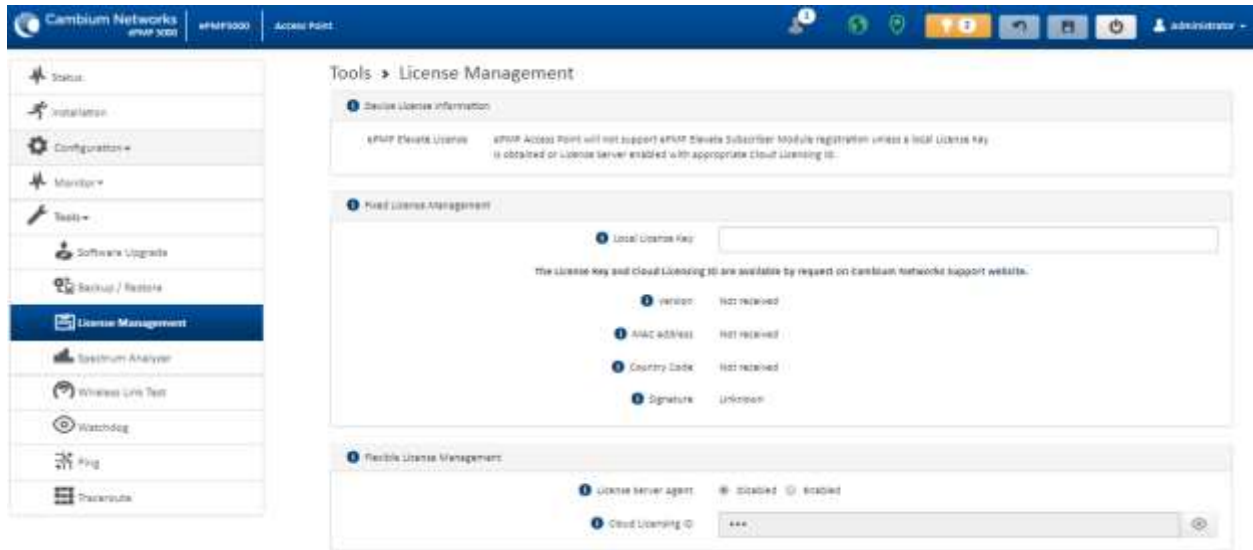 Cambium Networks
ePMP 5000
ePMP3000
Access Point
administrator
Status
Installation
Configuration
Monitor
Tools
Software Upgrade
Backup / Restore
License Management
Spectrum Analyzer
Wireless Link Test
Watchdog
Ping
Traceroute
Tools > License Management
Device License Information
ePMP Elevate License
ePMP Access Point will not support ePMP Elevate Subscriber Module registration unless a local License Key
is obtained or License Server enabled with appropriate Cloud Licensing ID.
Fixed License Management
Local License Key
The License Key and Cloud Licensing ID are available by request on Cambium Networks Support website.
Version Not received
MAC Address Not received
Country Code Not received
Signature Unknown
Flexible License Management
License Server Agent Disabled Enabled
Cloud Licensing ID •••